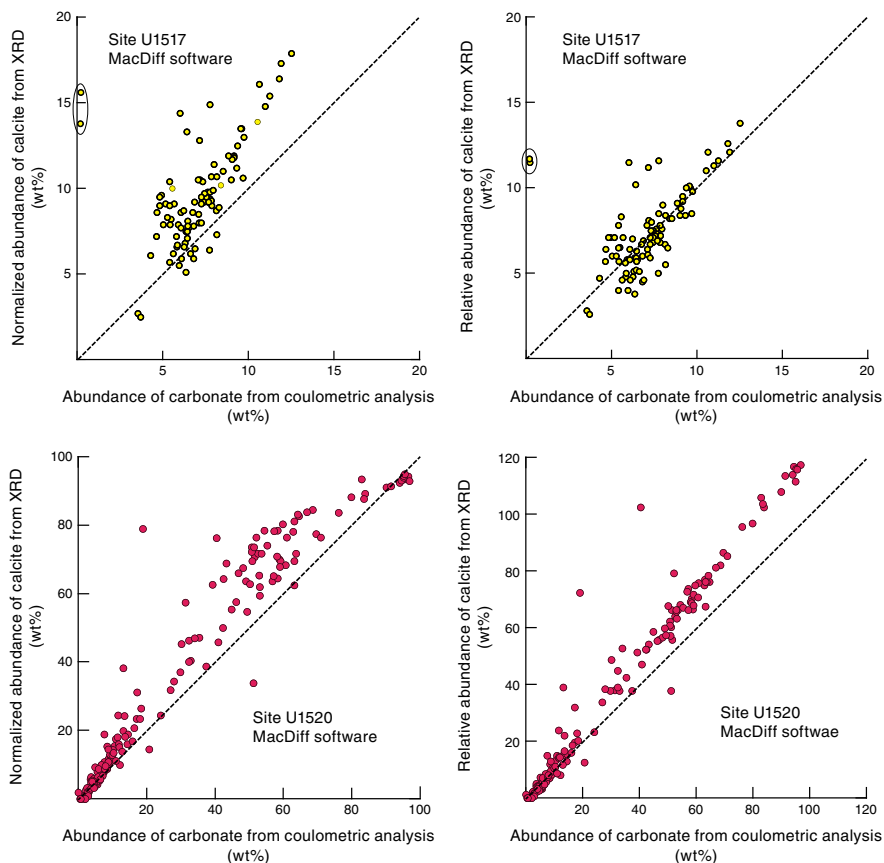 Normalized abundance of calcite from XRD
(wt%)
20
15
10
5
Site U1517
MacDiff software
5
10
15
20
Abundance of carbonate from coulometric analysis
(wt%)
Relative abundance of calcite from XRD
(wt%)
20
15
10
5
Site U1517
MacDiff software
5
10
15
20
Abundance of carbonate from coulometric analysis
(wt%)
Normalized abundance of calcite from XRD
(wt%)
100
80
60
40
20
Site U1520
MacDiff software
20
40
60
80
100
Abundance of carbonate from coulometric analysis
(wt%)
Relative abundance of calcite from XRD
(wt%)
120
100
80
60
40
20
Site U1520
MacDiff softwae
20
40
60
80
100
120
Abundance of carbonate from coulometric analysis
(wt%)